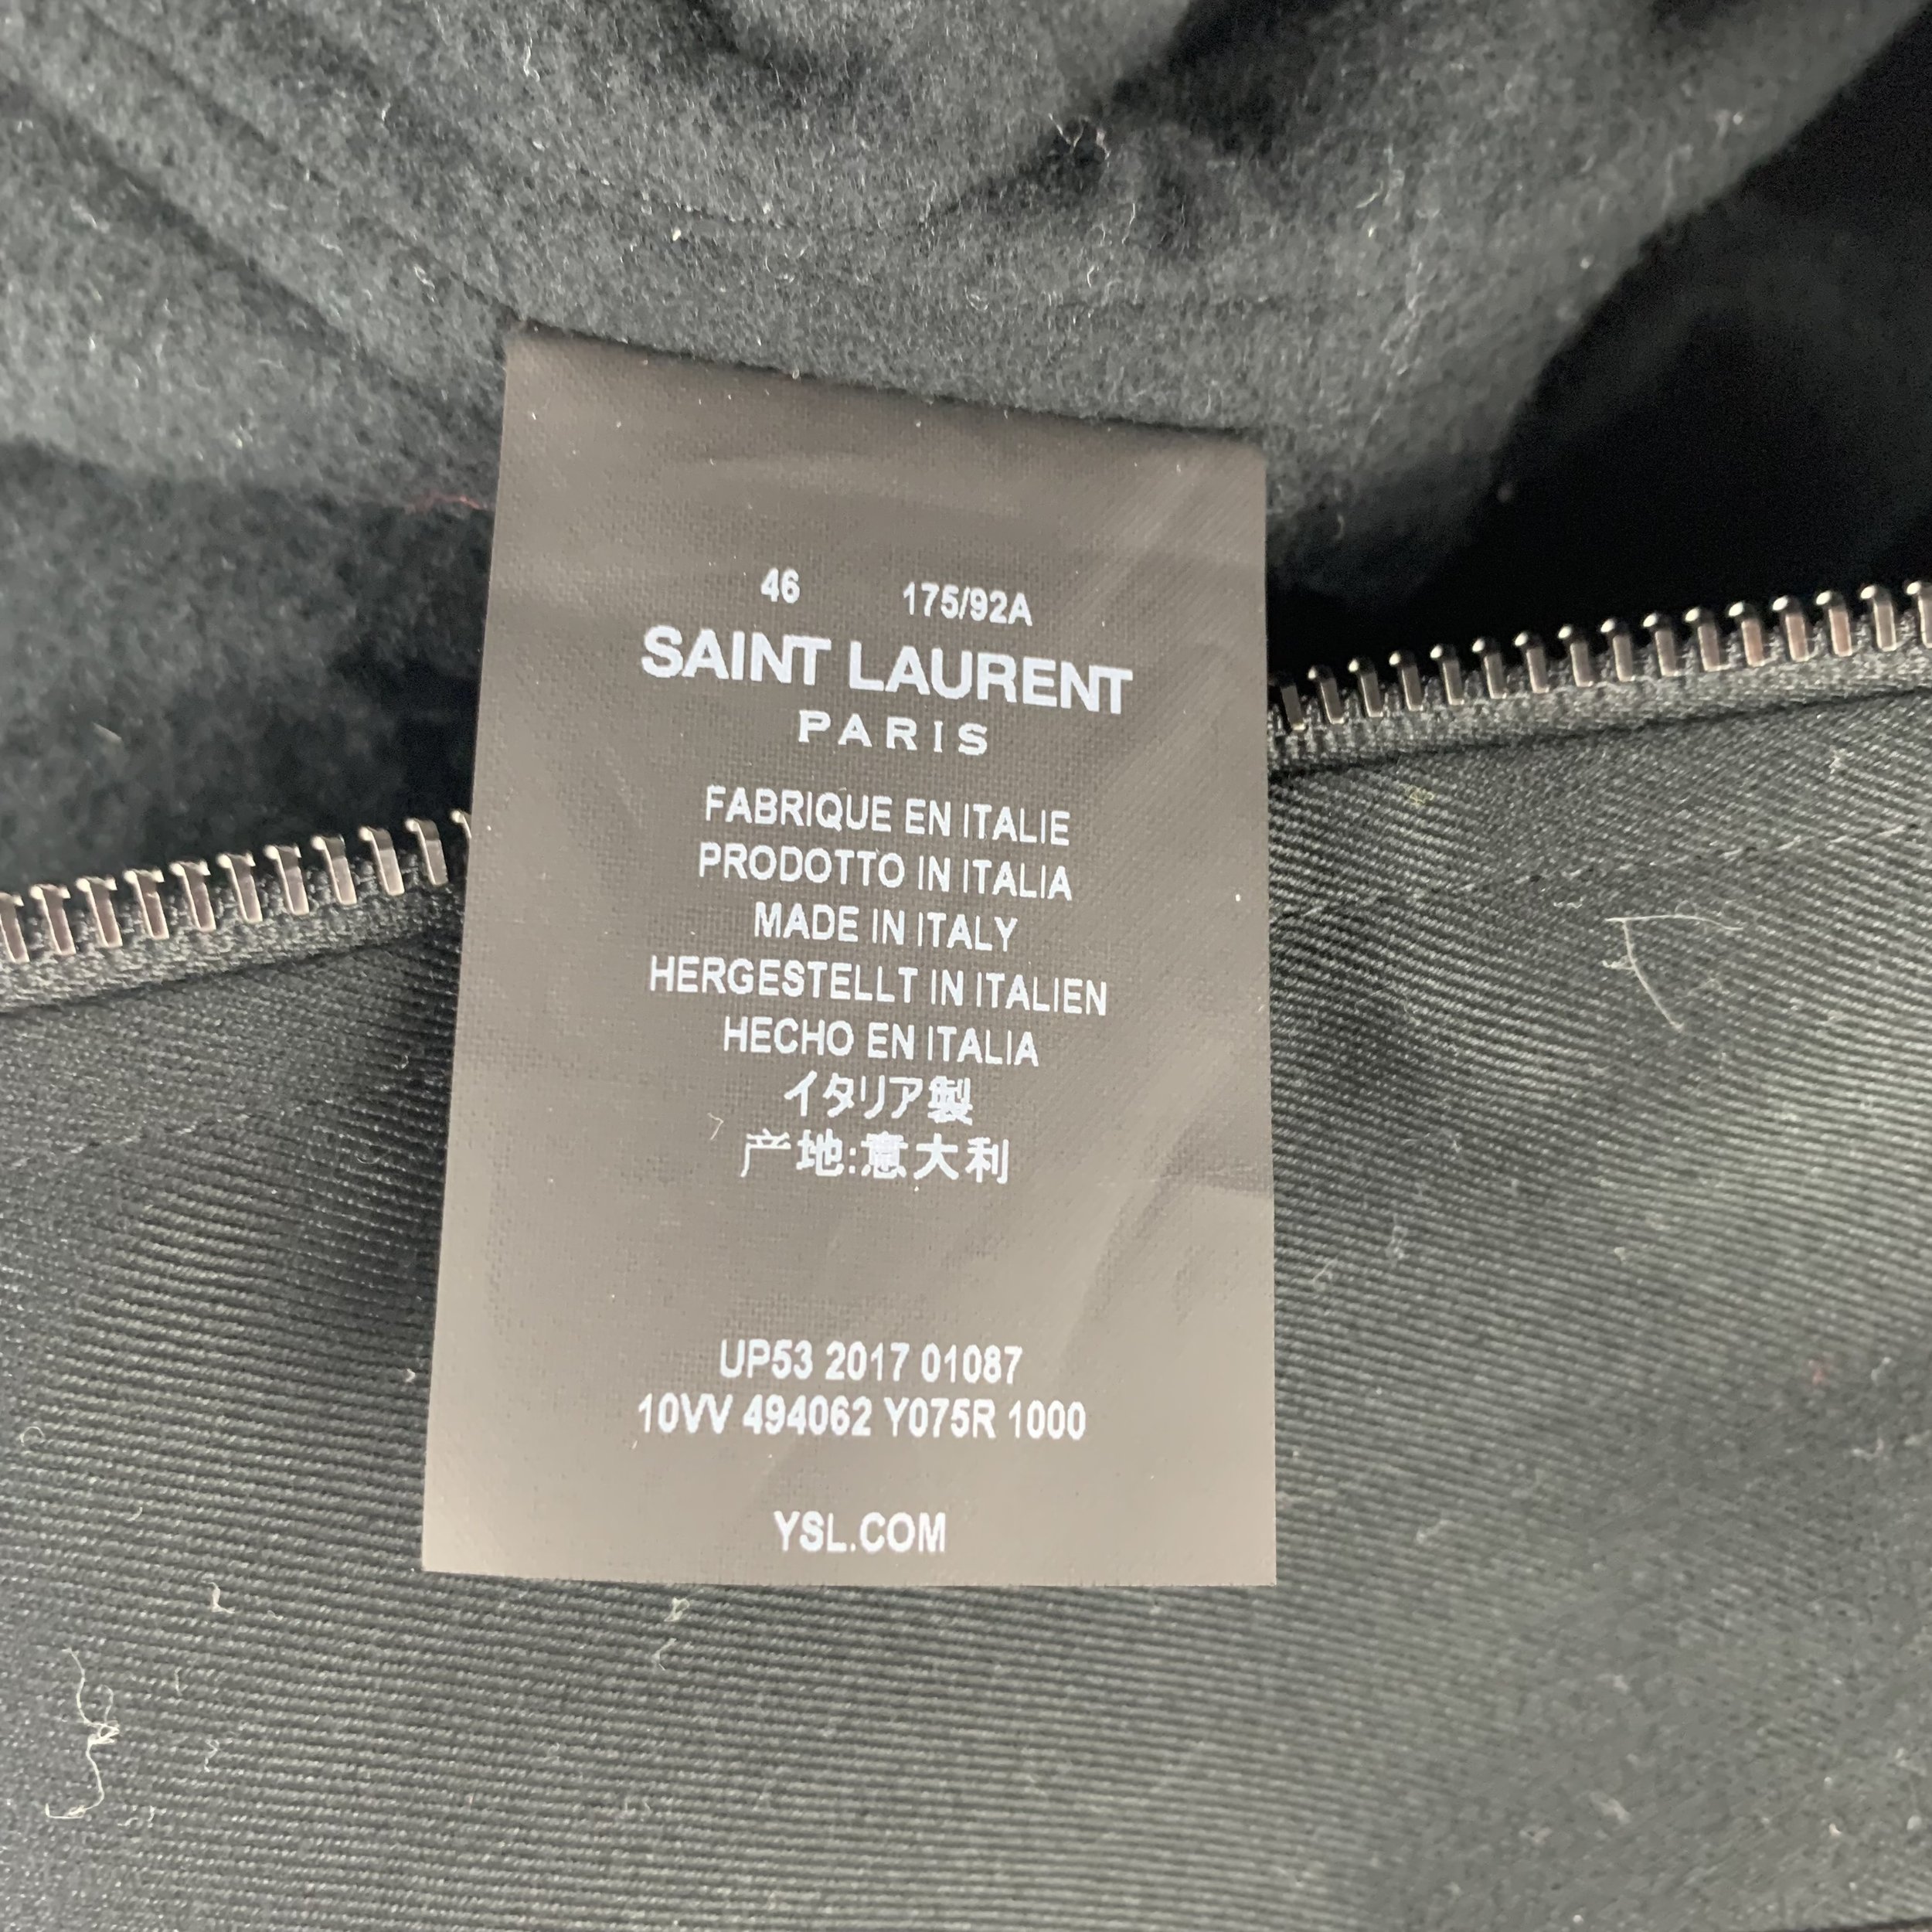 46 175/92A
SAINT LAURENT
PARIS
FABRIQUE EN ITALIE
PRODOTTO IN ITALIA
MADE IN ITALY
HERGESTELLT IN ITALIEN
HECHO EN ITALIA
イタリア製
产地:意大利
UP53 2017 01087
10VV 494062 Y075R 1000
YSL.COM